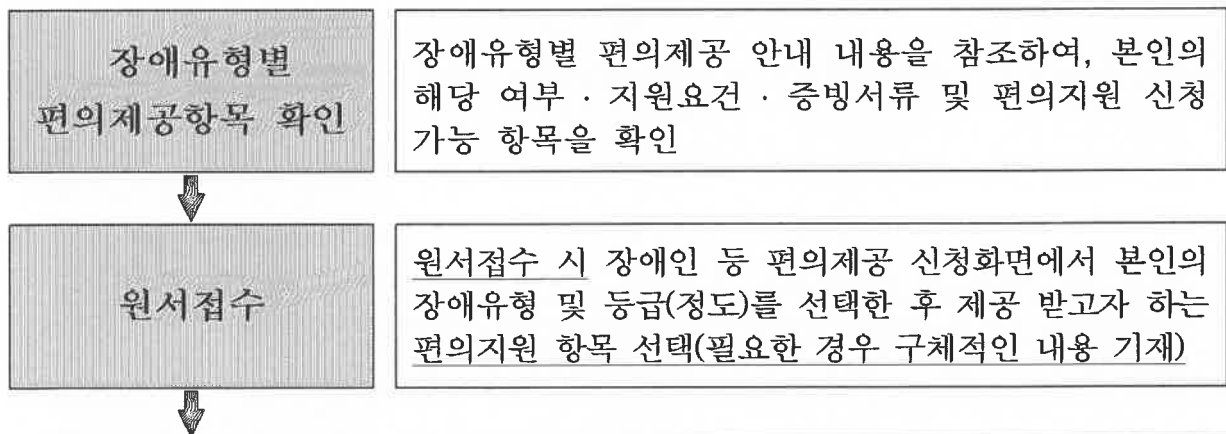 장애유형별
편의제공항목 확인
장애유형별 편의제공 안내 내용을 참조하여, 본인의
해당 여부 · 지원요건 · 증빙서류 및 편의지원 신청
가능 항목을 확인
원서접수
원서접수 시 장애인 등 편의제공 신청화면에서 본인의
장애유형 및 등급(정도)를 선택한 후 제공 받고자 하는
편의지원 항목 선택(필요한 경우 구체적인 내용 기재)